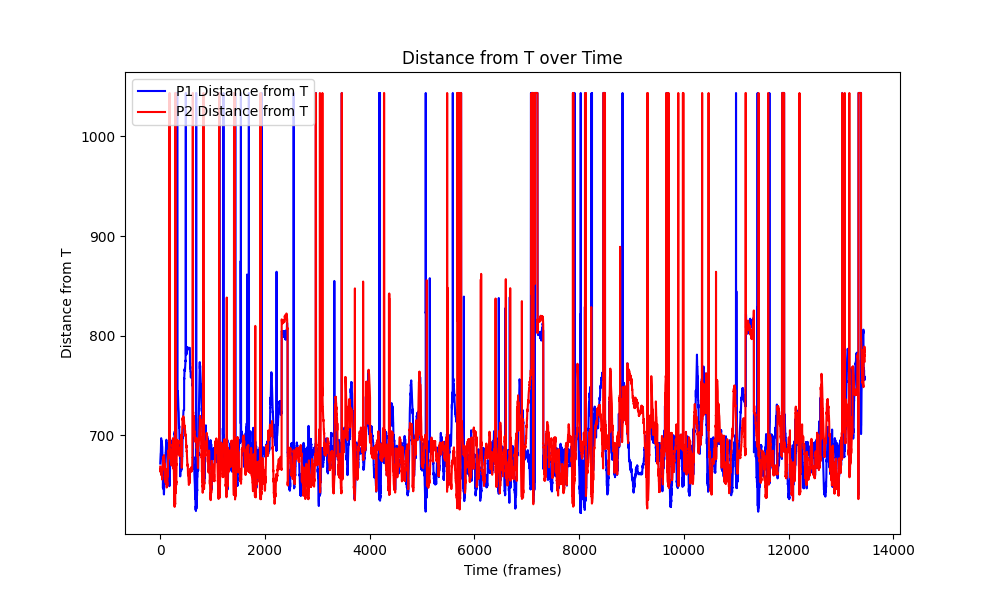 Distance from T over Time
P1 Distance from T
P2 Distance from T
Distance from T
1000
900
800
700
0
2000
4000
6000
8000
10000
12000
14000
Time (frames)